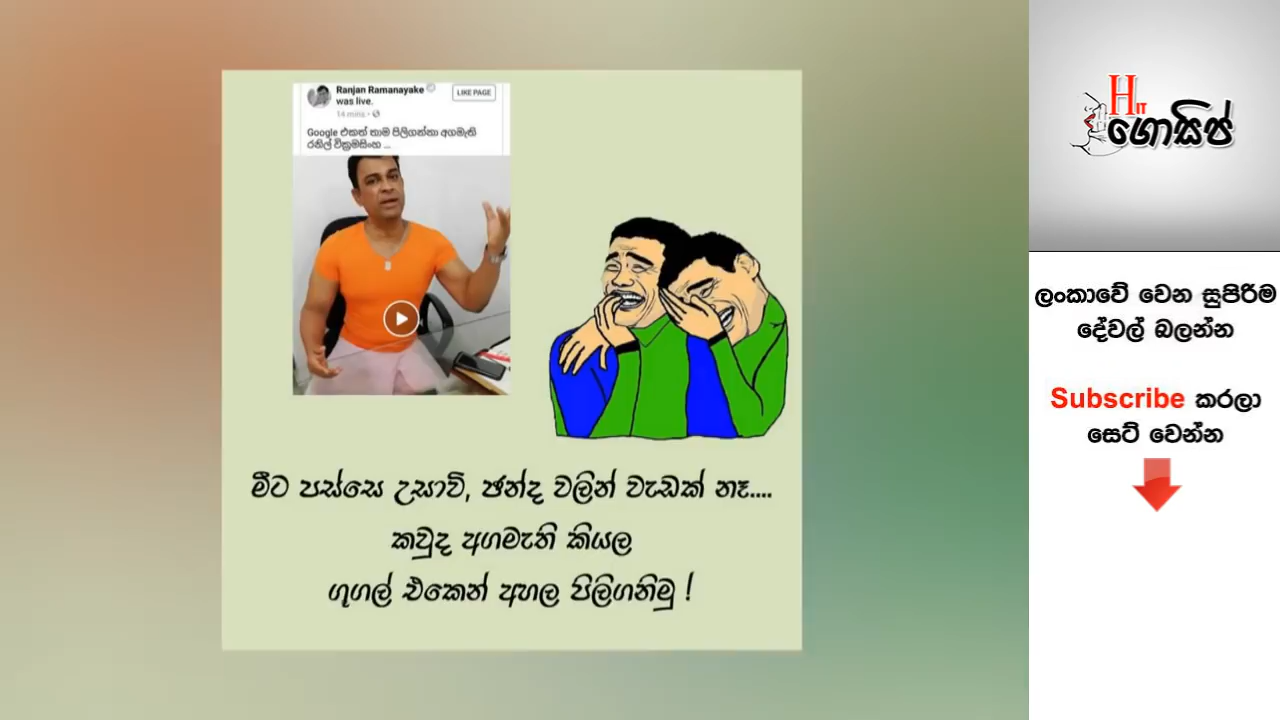 Ranjan Ramanayake
was live.
LIKE PAGE
14 mins
Google එකත් තාම පිලිගන්නා අගමැති
රනිල් වික්‍රමසිංහ ...
මීට පස්සෙ උසාවි, ඡන්ද වලින් වැඩක් නෑ....
කවුද අගමැති කියල
ගූගල් එකෙන් අහල පිලිගනිමු !
HIT
ගොසිප්
ලංකාවේ වෙන සුපිරිම
දේවල් බලන්න
Subscribe කරලා
සෙට් වෙන්න